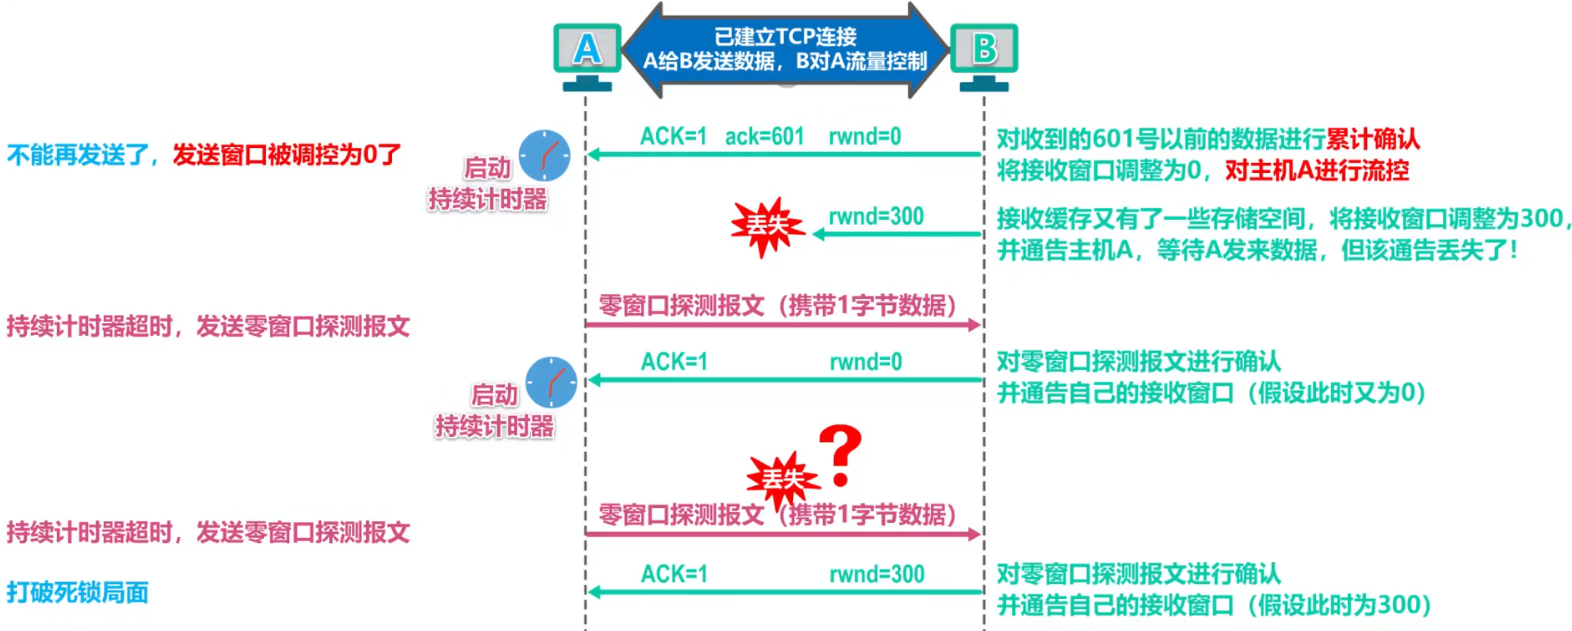 已建立TCP连接
A给B发送数据，B对A流量控制
A
B
不能再发送了，发送窗口被调控为0了
启动
持续计时器
ACK=1 ack=601 rwnd=0
对收到的601号以前的数据进行累计确认
将接收窗口调整为0，对主机A进行流控
丢失
rwnd=300
接收缓存又有了一些存储空间，将接收窗口调整为300，
并通告主机A，等待A发来数据，但该通告丢失了！
持续计时器超时，发送零窗口探测报文
零窗口探测报文（携带1字节数据）
启动
持续计时器
ACK=1 rwnd=0
对零窗口探测报文进行确认
并通告自己的接收窗口（假设此时又为0）
丢失
?
持续计时器超时，发送零窗口探测报文
零窗口探测报文（携带1字节数据）
打破死锁局面
ACK=1 rwnd=300
对零窗口探测报文进行确认
并通告自己的接收窗口（假设此时为300）